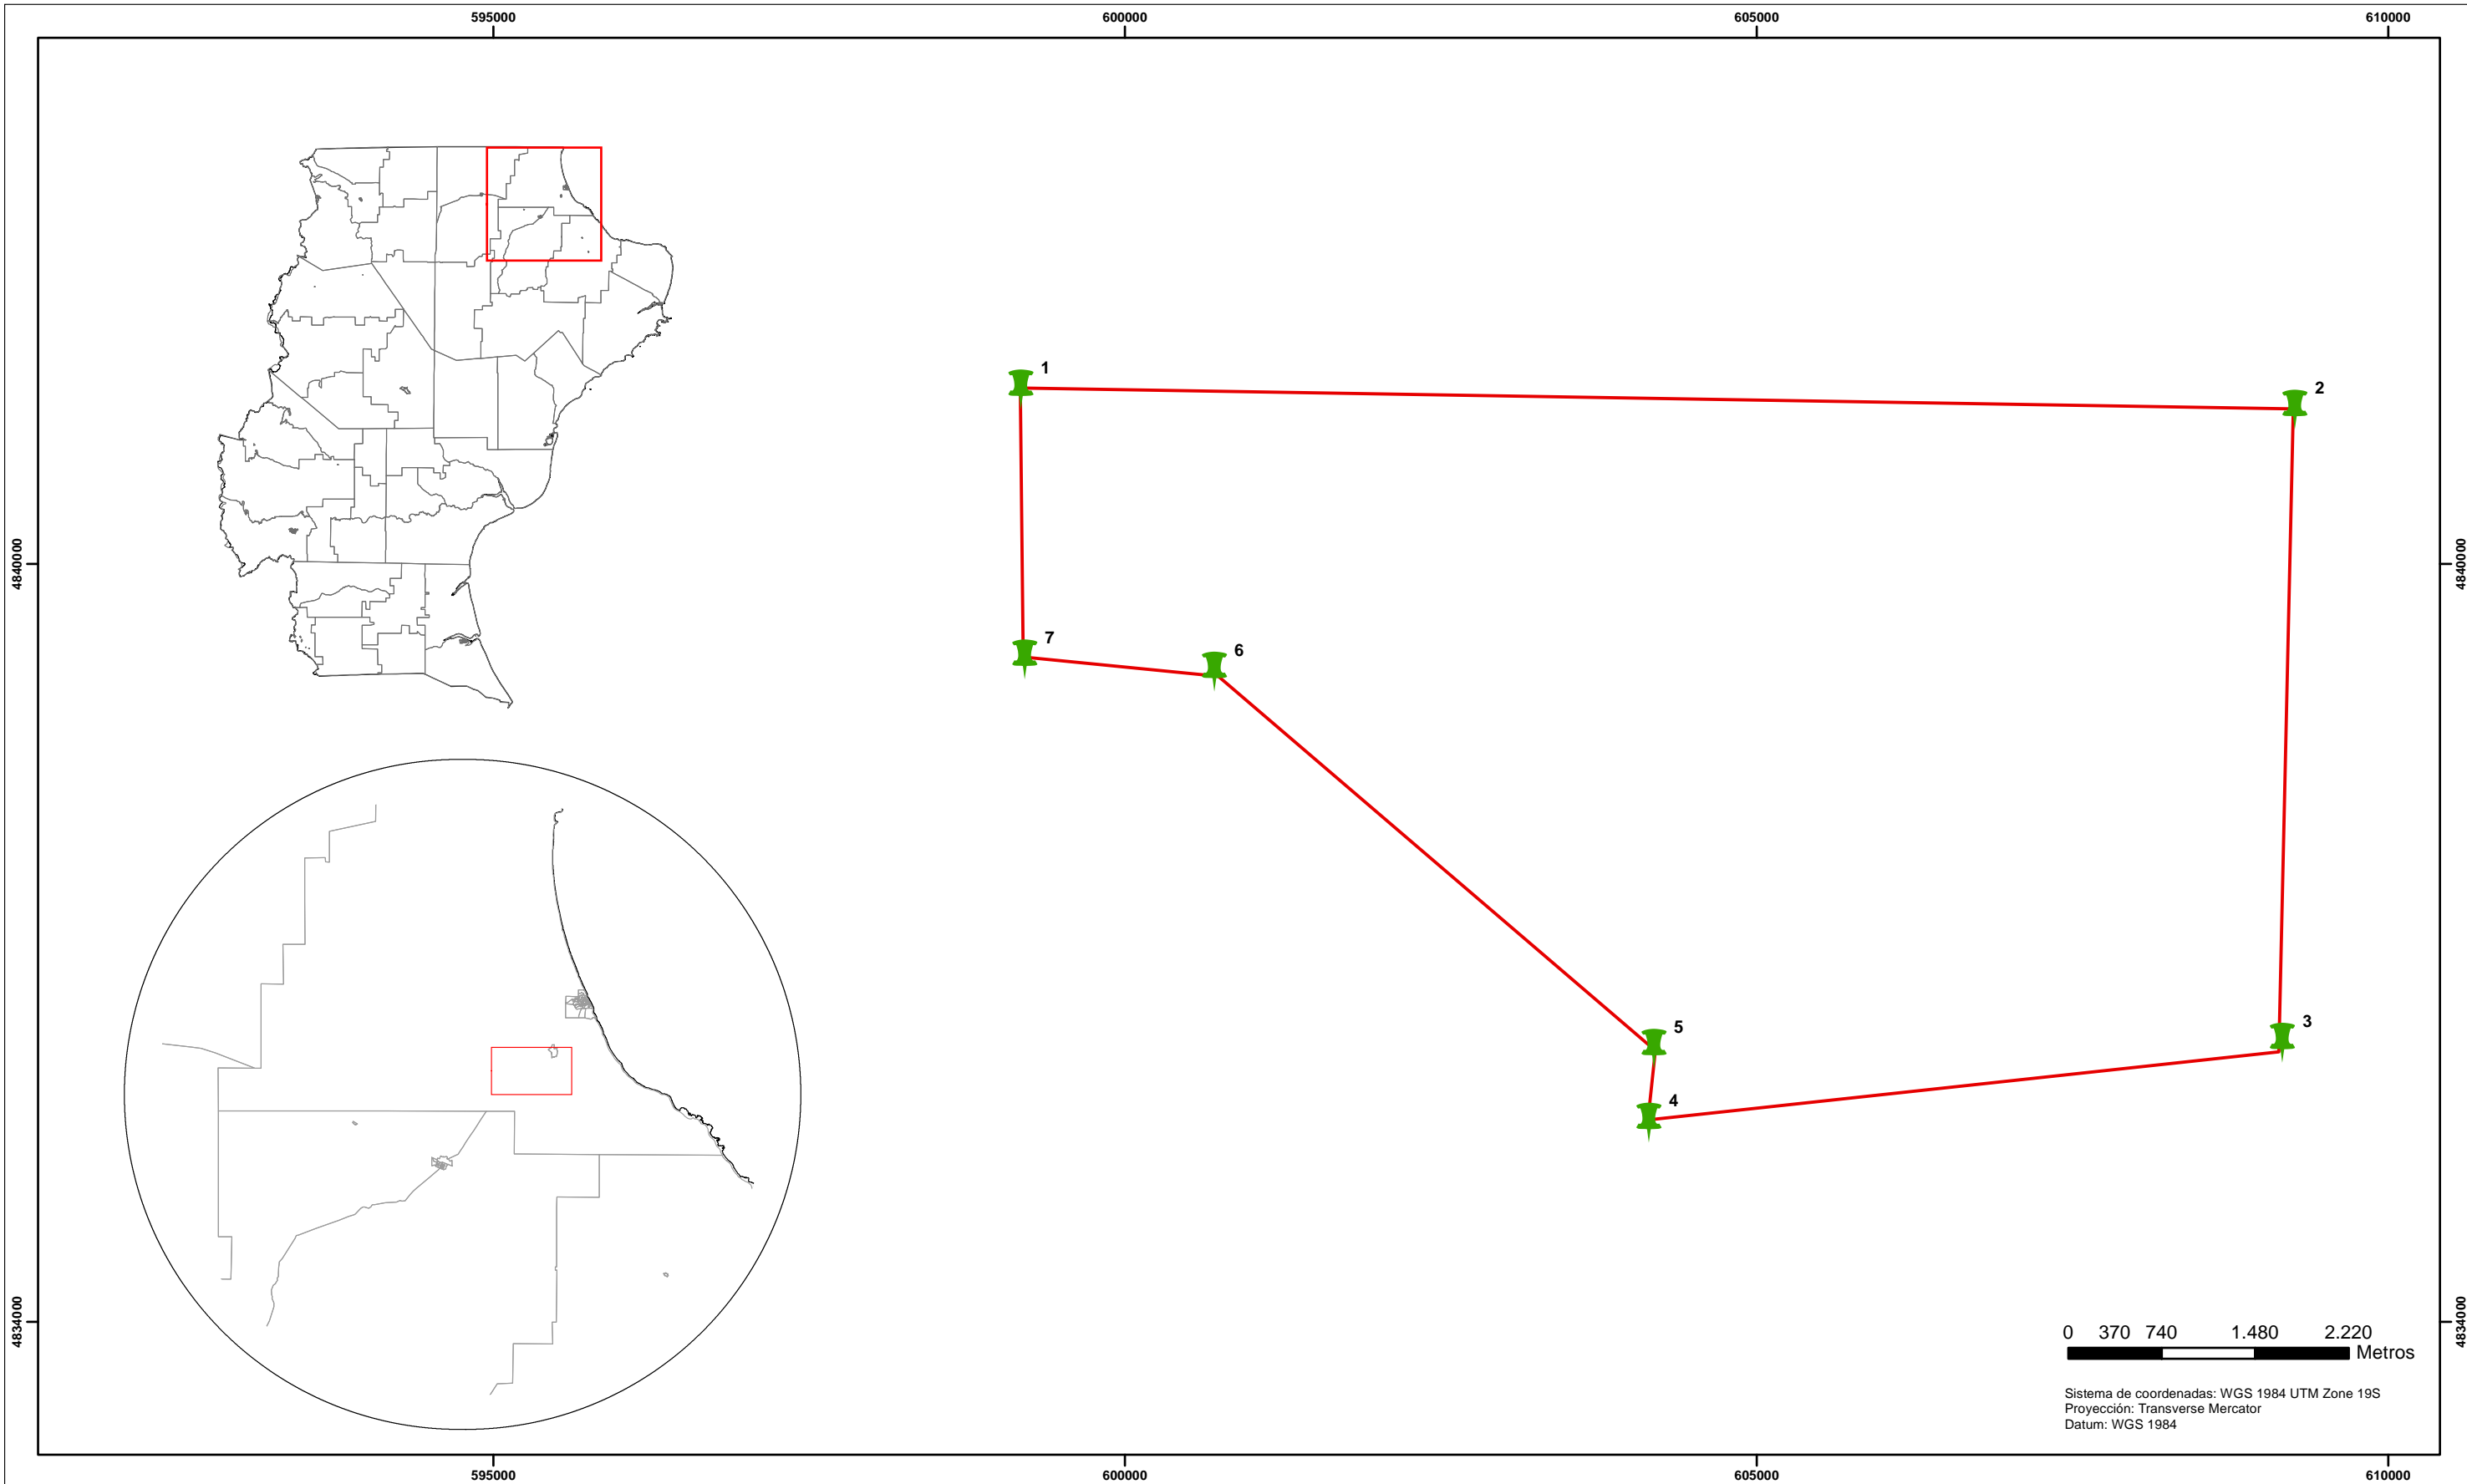 595000 600000 605000 610000
1
2
4840000 4840000
7
6
5
3
4
4834000 4834000
0 370 740 1.480 2.220
Metros
Sistema de coordenadas: WGS 1984 UTM Zone 19S
Proyección: Transverse Mercator
Datum: WGS 1984
595000 600000 605000 610000